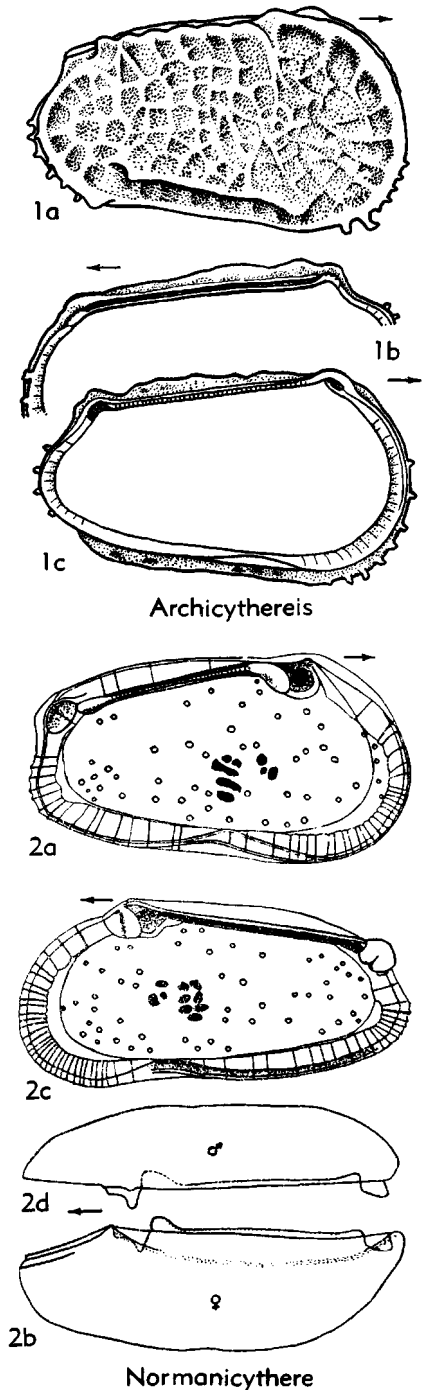 1a
1b
1c
Archicythereis
2a
2c
♂
2d
♀
2b
Normanicythere